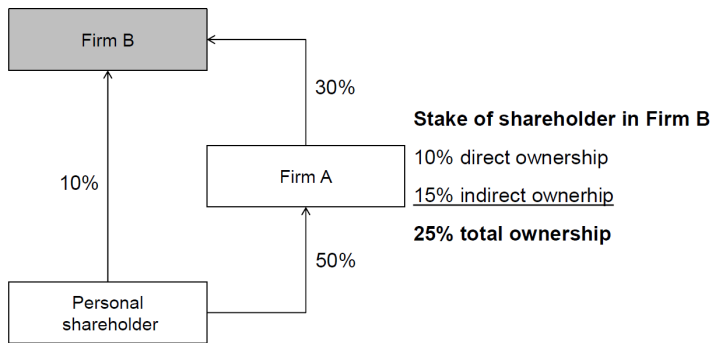 Firm B
30%
Stake of shareholder in Firm B
10% direct ownership
10%
Firm A
15% indirect ownerhip
25% total ownership
50%
Personal
shareholder